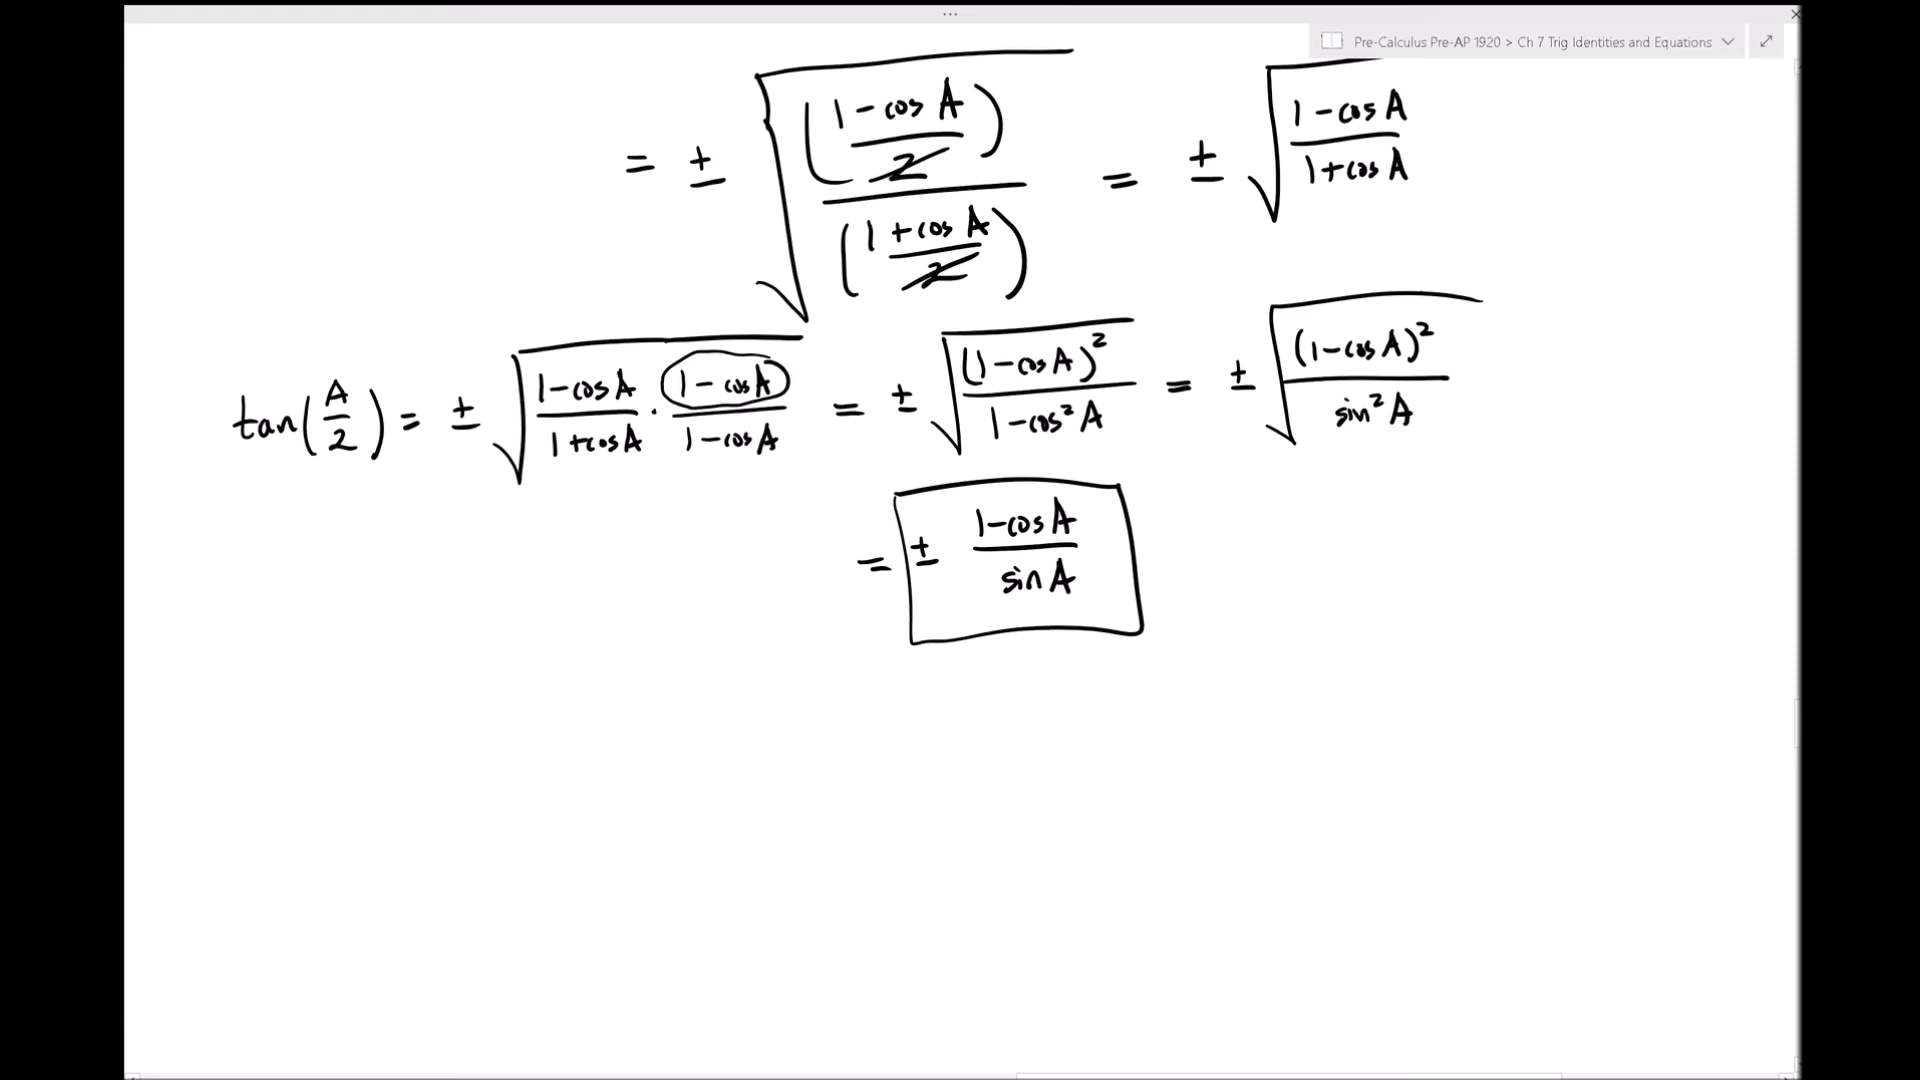 Pre-Calculus Pre-AP 1920 > Ch 7 Trig Identities and Equations
= ± √(((1-cos A)/2)/((1+cos A)/2)) = ± √((1-cos A)/(1+cos A))
tan(A/2) = ± √((1-cos A)/(1+cos A) · (1-cos A)/(1-cos A)) = ± √((1-cos A)²/(1-cos² A)) = ± √((1-cos A)²/sin² A)
= ± (1-cos A)/(sin A)